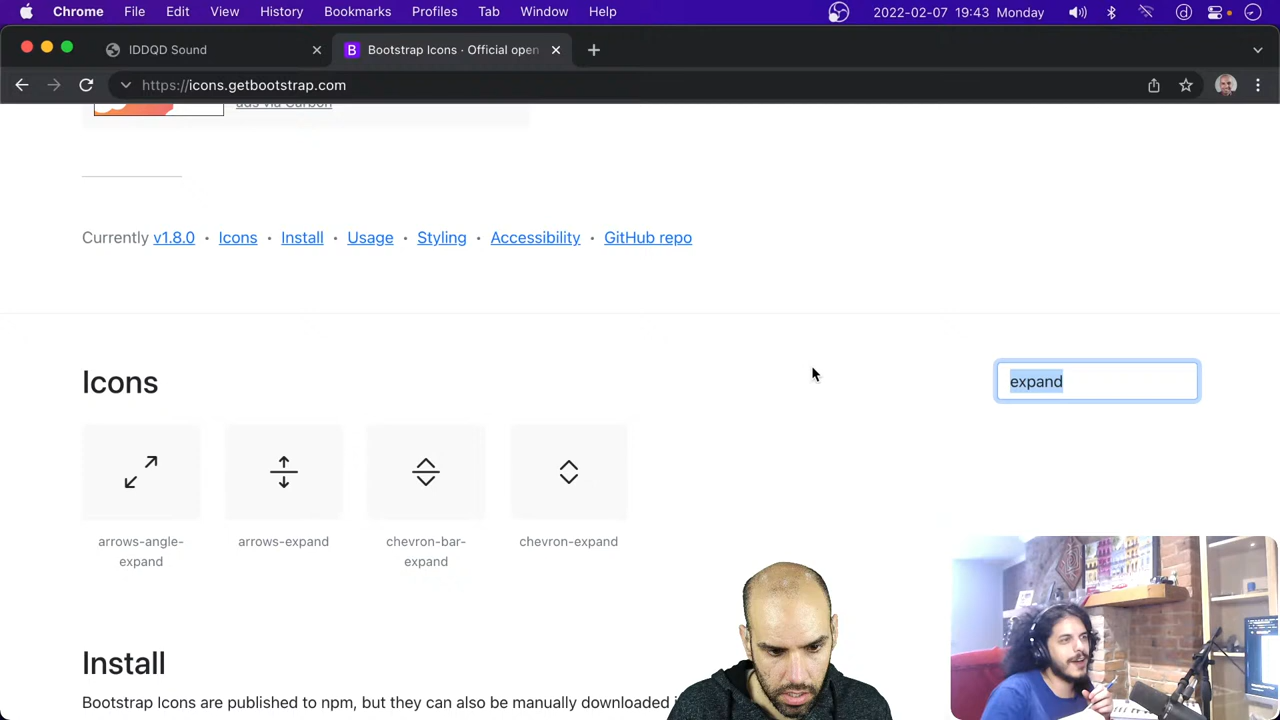 Chrome File Edit View History Bookmarks Profiles Tab Window Help 2022-02-07 19:43 Monday
IDDQD Sound
Bootstrap Icons · Official open
https://icons.getbootstrap.com
ads via Carbon
Currently v1.8.0 · Icons · Install · Usage · Styling · Accessibility · GitHub repo
Icons
expand
arrows-angle-
expand
arrows-expand
chevron-bar-
expand
chevron-expand
Install
Bootstrap Icons are published to npm, but they can also be manually downloaded